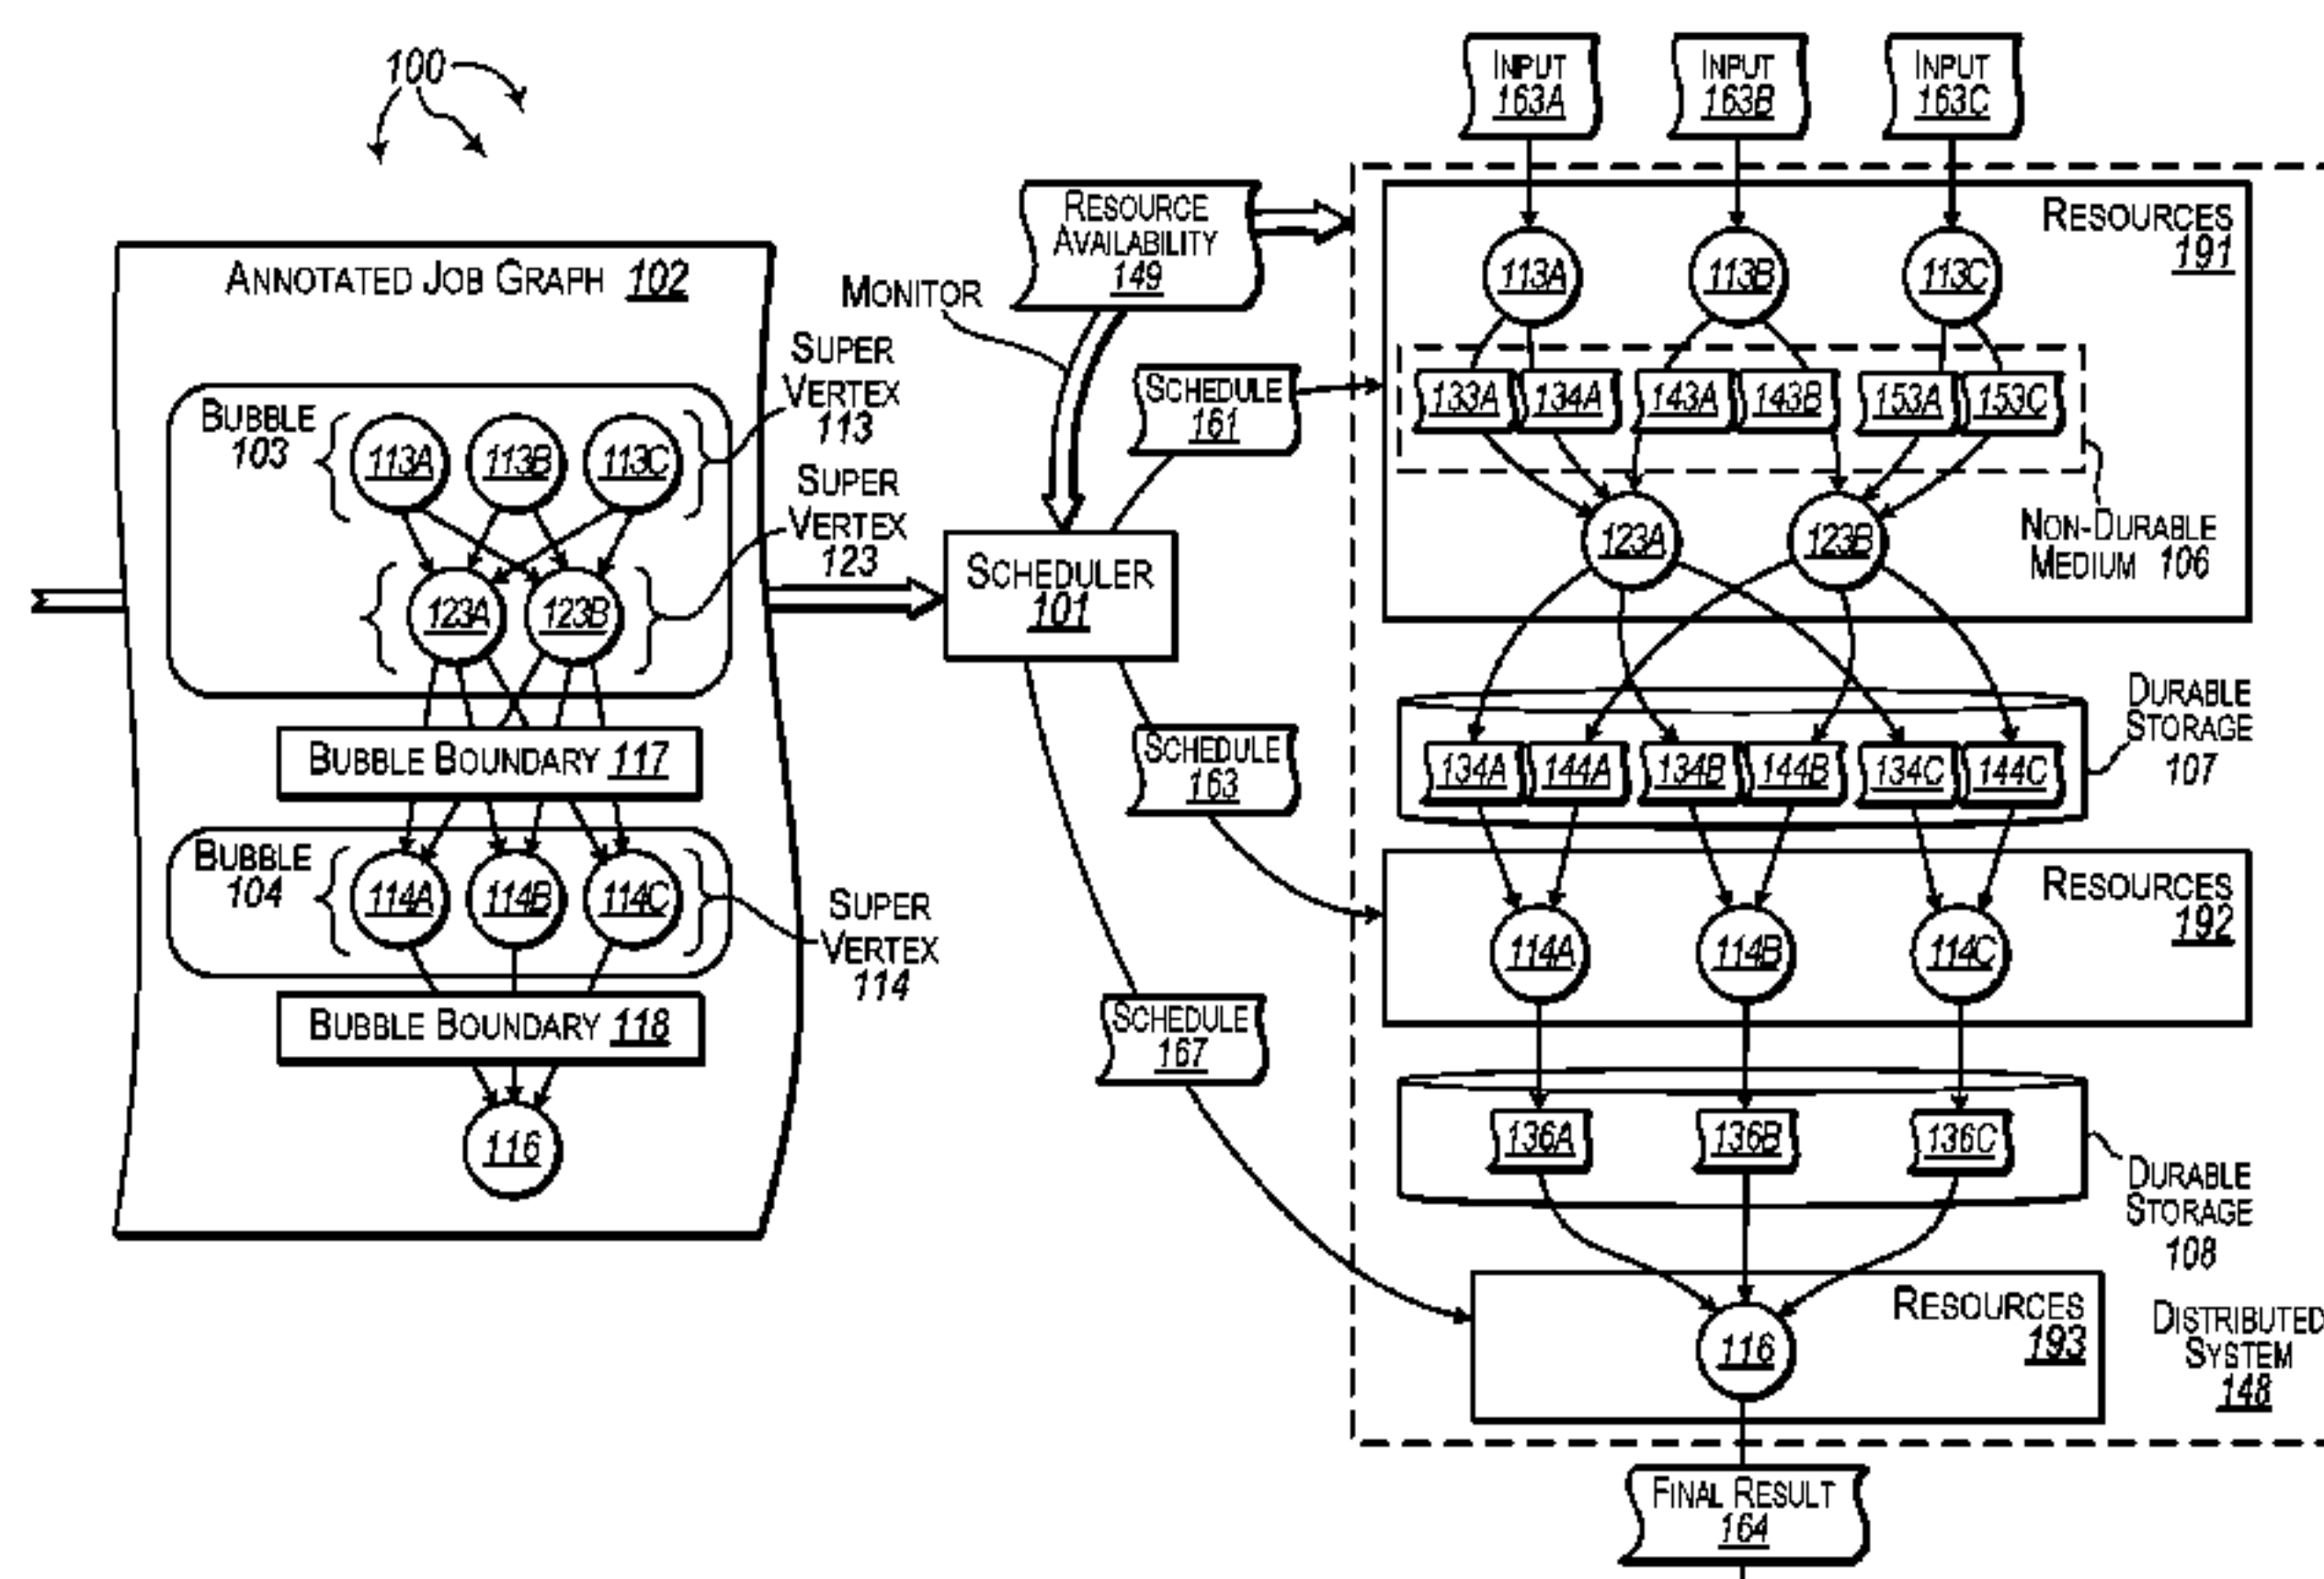 100
ANNOTATED JOB GRAPH 102
BUBBLE
103
113A 113B 113C
SUPER
VERTEX
113
123A 123B
SUPER
VERTEX
123
BUBBLE BOUNDARY 117
BUBBLE
104
114A 114B 114C
SUPER
VERTEX
114
BUBBLE BOUNDARY 118
116
MONITOR
RESOURCE
AVAILABILITY
149
SCHEDULER
101
SCHEDULE
161
SCHEDULE
163
SCHEDULE
167
INPUT
163A
INPUT
163B
INPUT
163C
RESOURCES
191
113A 113B 113C
133A 134A 143A 143B 153A 153C
123A 123B
NON-DURABLE
MEDIUM 106
DURABLE
STORAGE
107
134A 144A 134B 144B 134C 144C
RESOURCES
192
114A 114B 114C
136A 136B 136C
DURABLE
STORAGE
108
RESOURCES
193
116
DISTRIBUTED
SYSTEM
148
FINAL RESULT
164